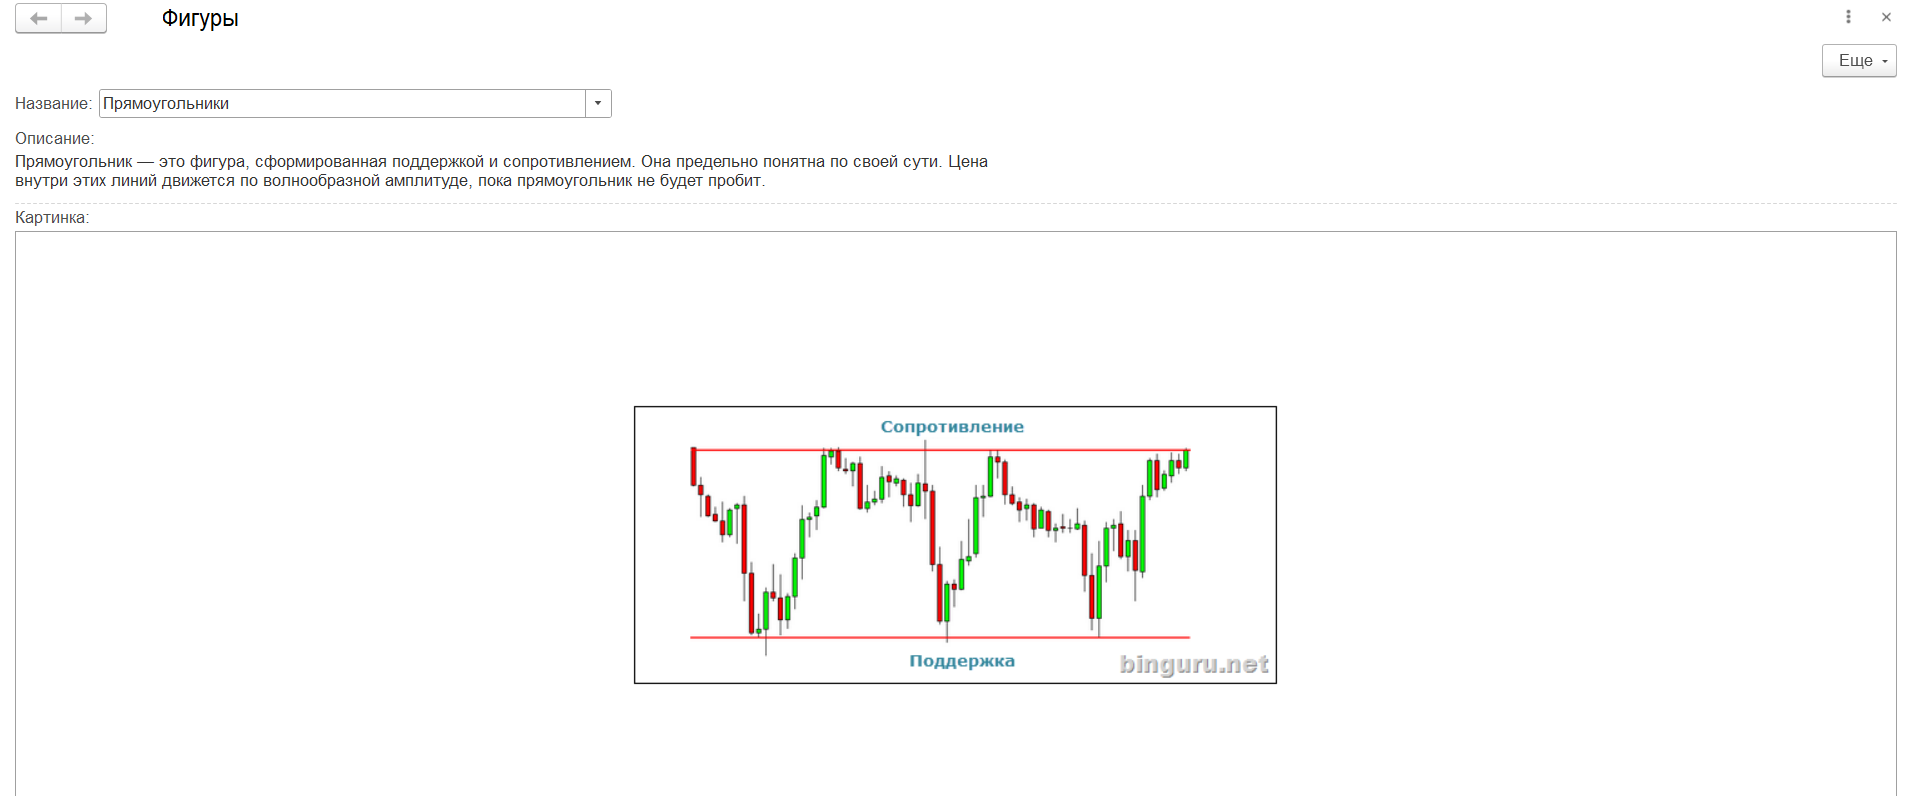 Фигуры
Еще
Название: Прямоугольники
Описание:
Прямоугольник — это фигура, сформированная поддержкой и сопротивлением. Она предельно понятна по своей сути. Цена
внутри этих линий движется по волнообразной амплитуде, пока прямоугольник не будет пробит.
Картинка:
Сопротивление
Поддержка
binguru.net